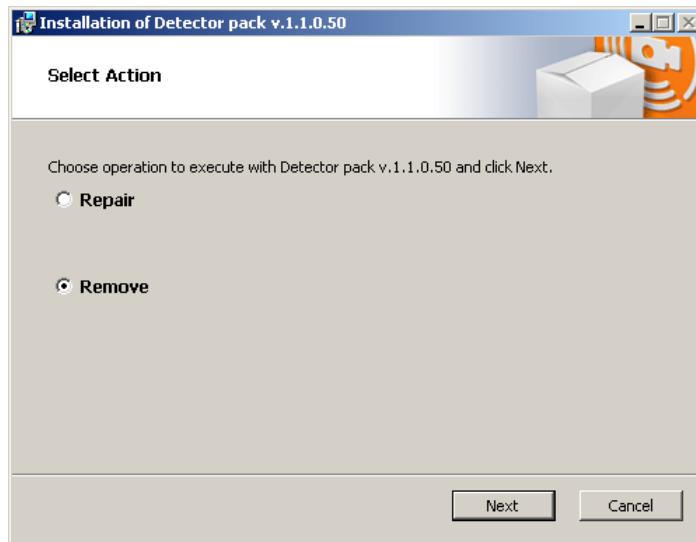 Installation of Detector pack v.1.1.0.50
Select Action
Choose operation to execute with Detector pack v.1.1.0.50 and click Next.
Repair
Remove
Next
Cancel